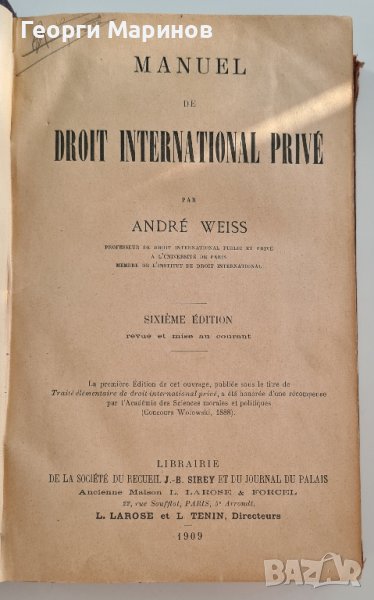 Георги Маринов
MANUEL
DE
DROIT INTERNATIONAL PRIVÉ
PAR
ANDRÉ WEISS
PROFESSEUR DE DROIT INTERNATIONAL PUBLIC ET PRIVÉ
A L'UNIVERSITÉ DE PARIS
MEMBRE DE L'INSTITUT DE DROIT INTERNATIONAL
SIXIÈME ÉDITION
revue et mise au courant
La première Édition de cet ouvrage, publiée sous le titre de
Traité élémentaire de droit international privé, a été honorée d'une récompense
par l'Académie des Sciences morales et politiques
(Concours Wolowski, 1888).
LIBRAIRIE
DE LA SOCIÉTÉ DU RECUEIL J.-B. SIREY ET DU JOURNAL DU PALAIS
Ancienne Maison L. LAROSE & FORCEL
22, rue Soufflot, PARIS, 5e Arrondt.
L. LAROSE et L. TENIN, Directeurs
1909
BAZAR